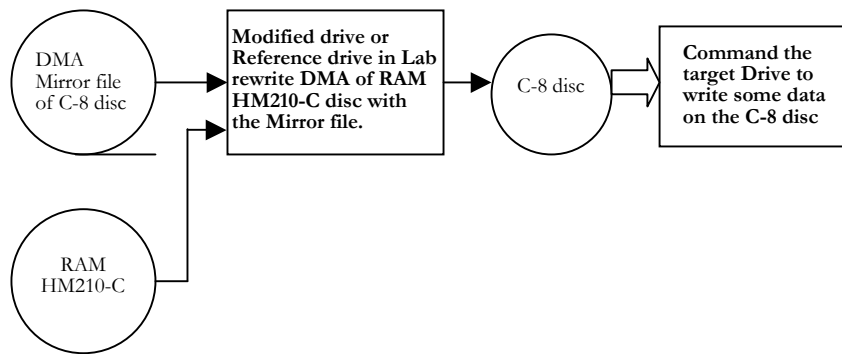 DMA
Mirror file
of C-8 disc
Modified drive or
Reference drive in Lab
rewrite DMA of RAM
HM210-C disc with
the Mirror file.
C-8 disc
Command the
target Drive to
write some data
on the C-8 disc
RAM
HM210-C